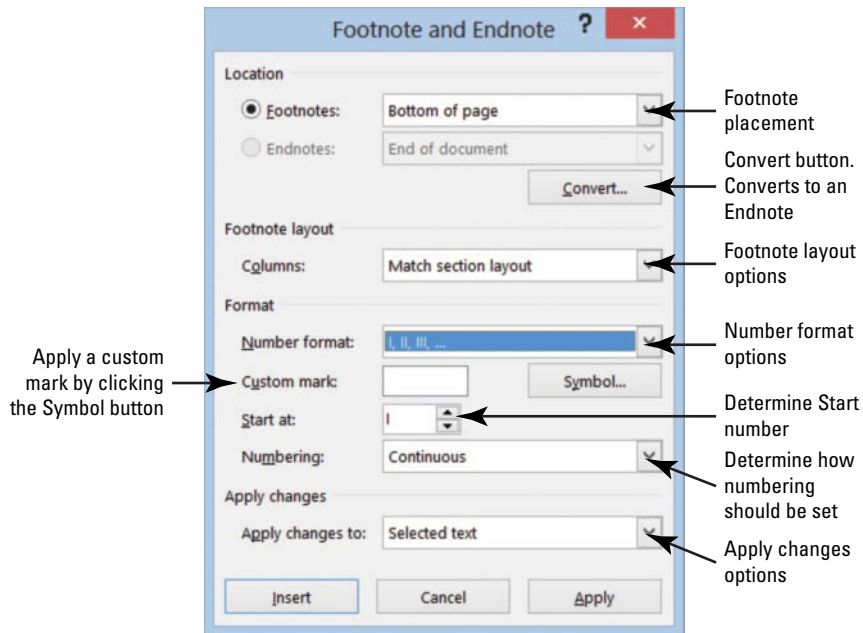 Footnote and Endnote ? ×
Location
Footnotes: Bottom of page
Footnote
placement
Endnotes: End of document
Convert...
Convert button.
Converts to an
Endnote
Footnote layout
Columns: Match section layout
Footnote layout
options
Format
Number format: I, II, III, ...
Number format
options
Apply a custom
mark by clicking
the Symbol button
Custom mark: Symbol...
Start at: I
Determine Start
number
Numbering: Continuous
Determine how
numbering
should be set
Apply changes
Apply changes to: Selected text
Apply changes
options
Insert Cancel Apply